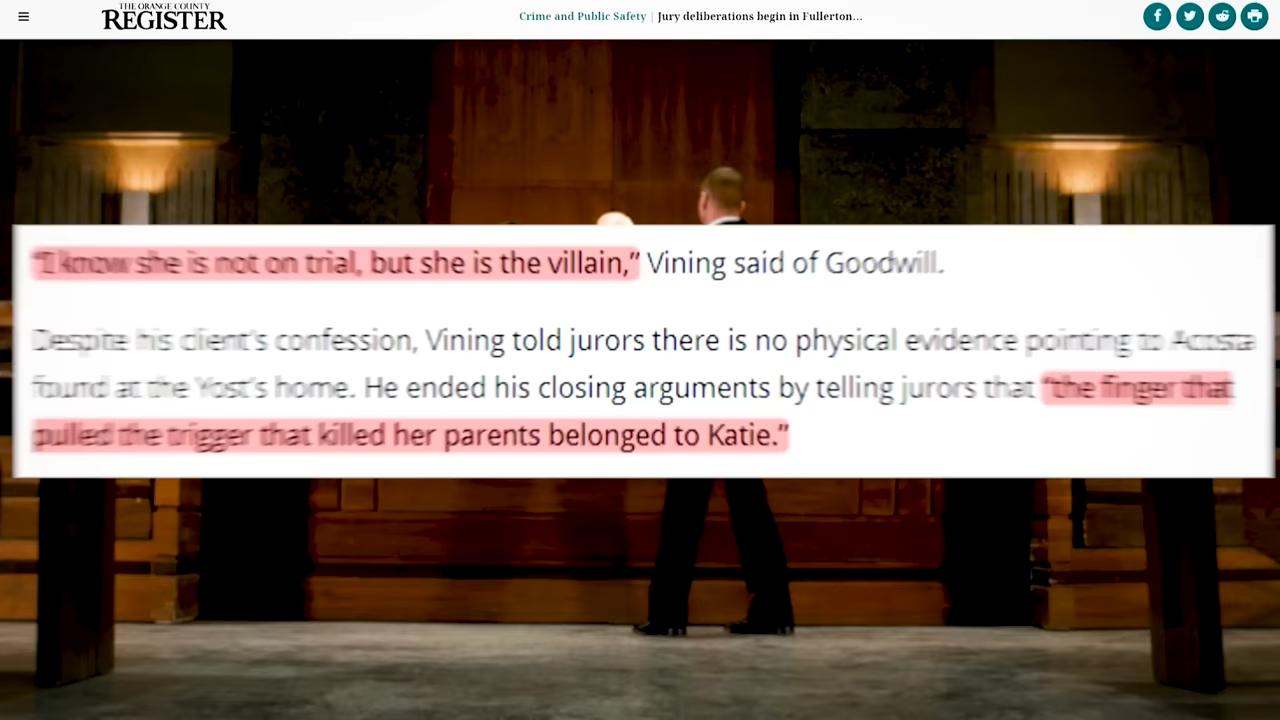 THE ORANGE COUNTY
REGISTER
Crime and Public Safety | Jury deliberations begin in Fullerton...
“I know she is not on trial, but she is the villain,” Vining said of Goodwill.
Despite his client’s confession, Vining told jurors there is no physical evidence pointing to Acosta
found at the Yost’s home. He ended his closing arguments by telling jurors that “the finger that
pulled the trigger that killed her parents belonged to Katie.”